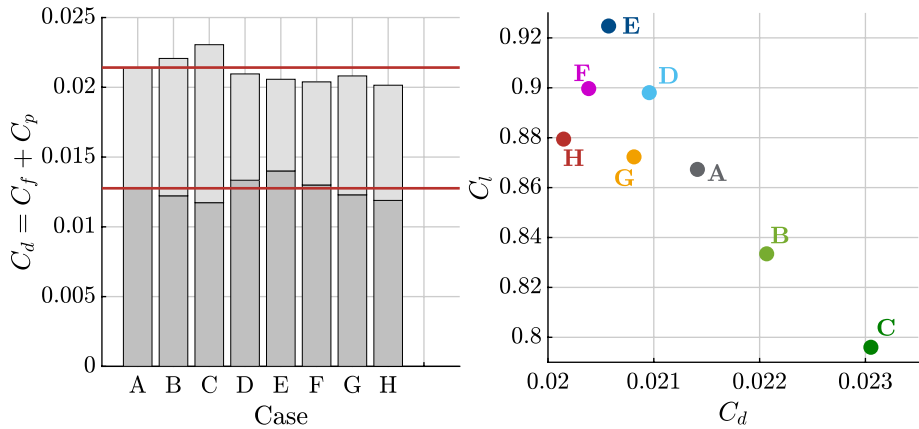 0.025
0.02
0.015
0.01
0.005
0
C_d = C_f + C_p
A B C D E F G H
Case
0.92
0.9
0.88
0.86
0.84
0.82
0.8
C_l
E
F
D
H
G
A
B
C
0.02 0.021 0.022 0.023
C_d